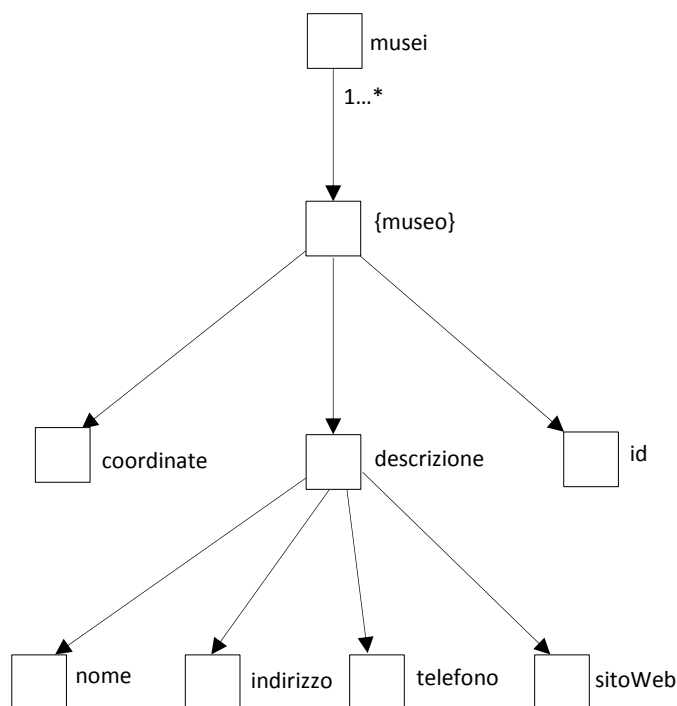 musei
1...*
{museo}
coordinate
descrizione
id
nome
indirizzo
telefono
sitoWeb